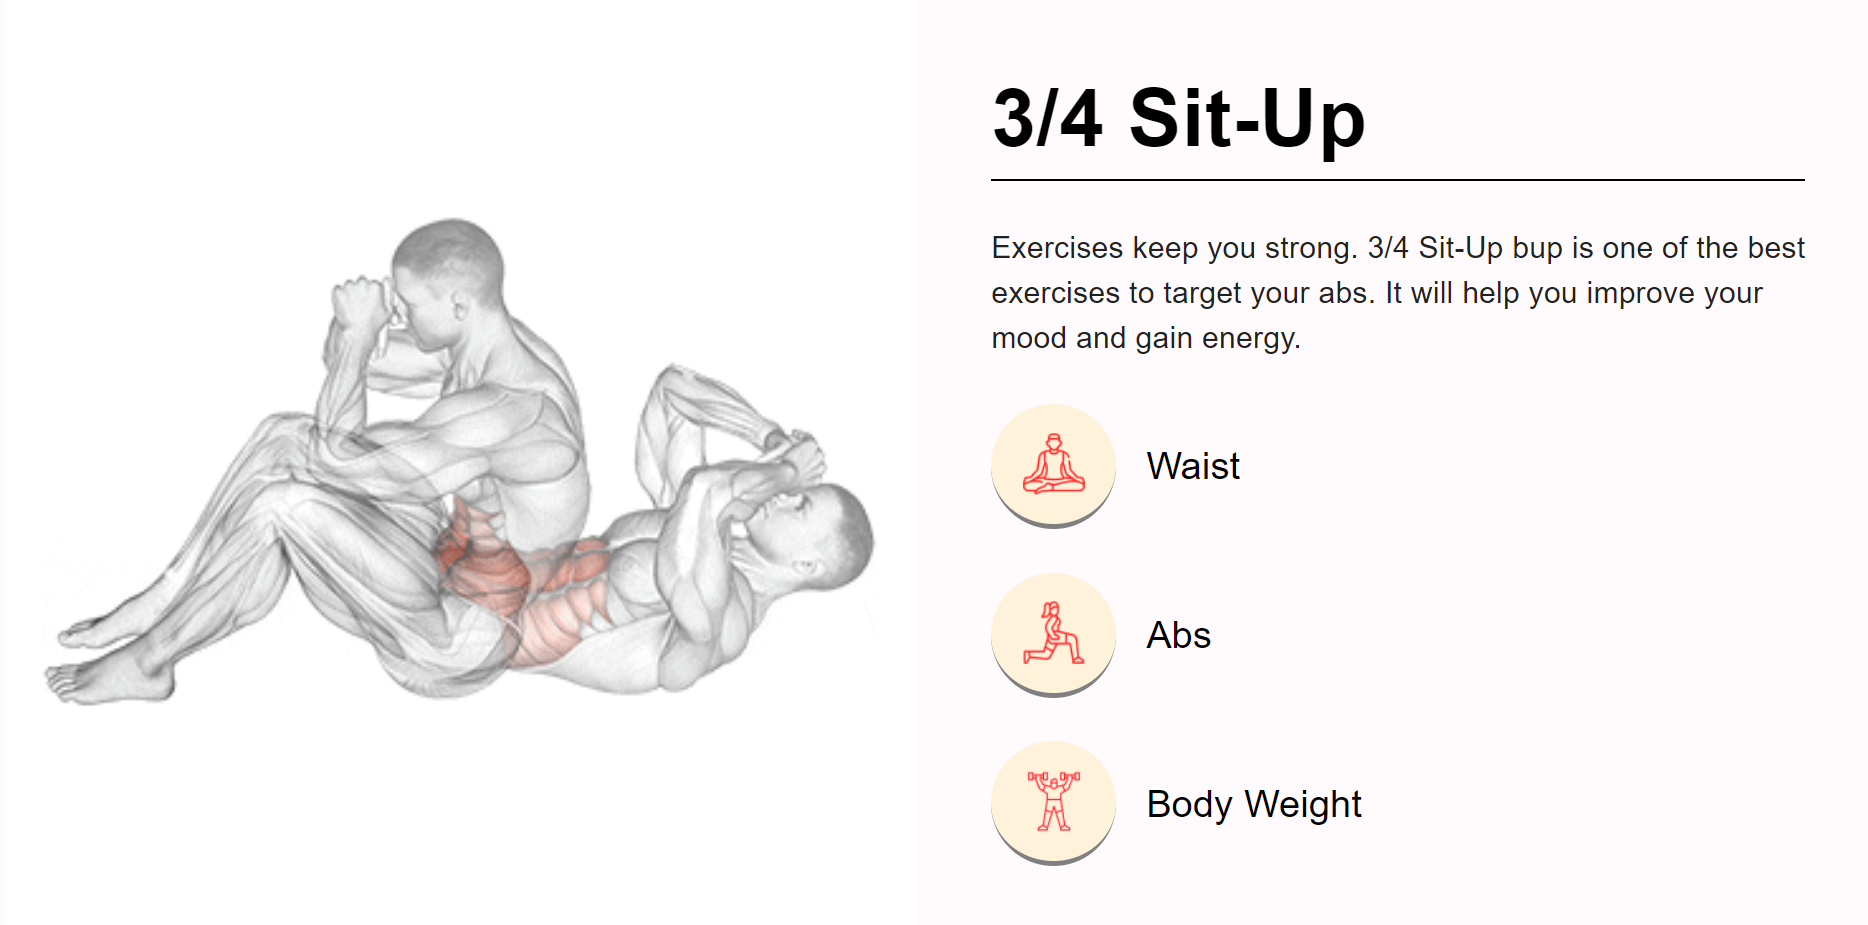 3/4 Sit-Up
Exercises keep you strong. 3/4 Sit-Up bup is one of the best
exercises to target your abs. It will help you improve your
mood and gain energy.
Waist
Abs
Body Weight